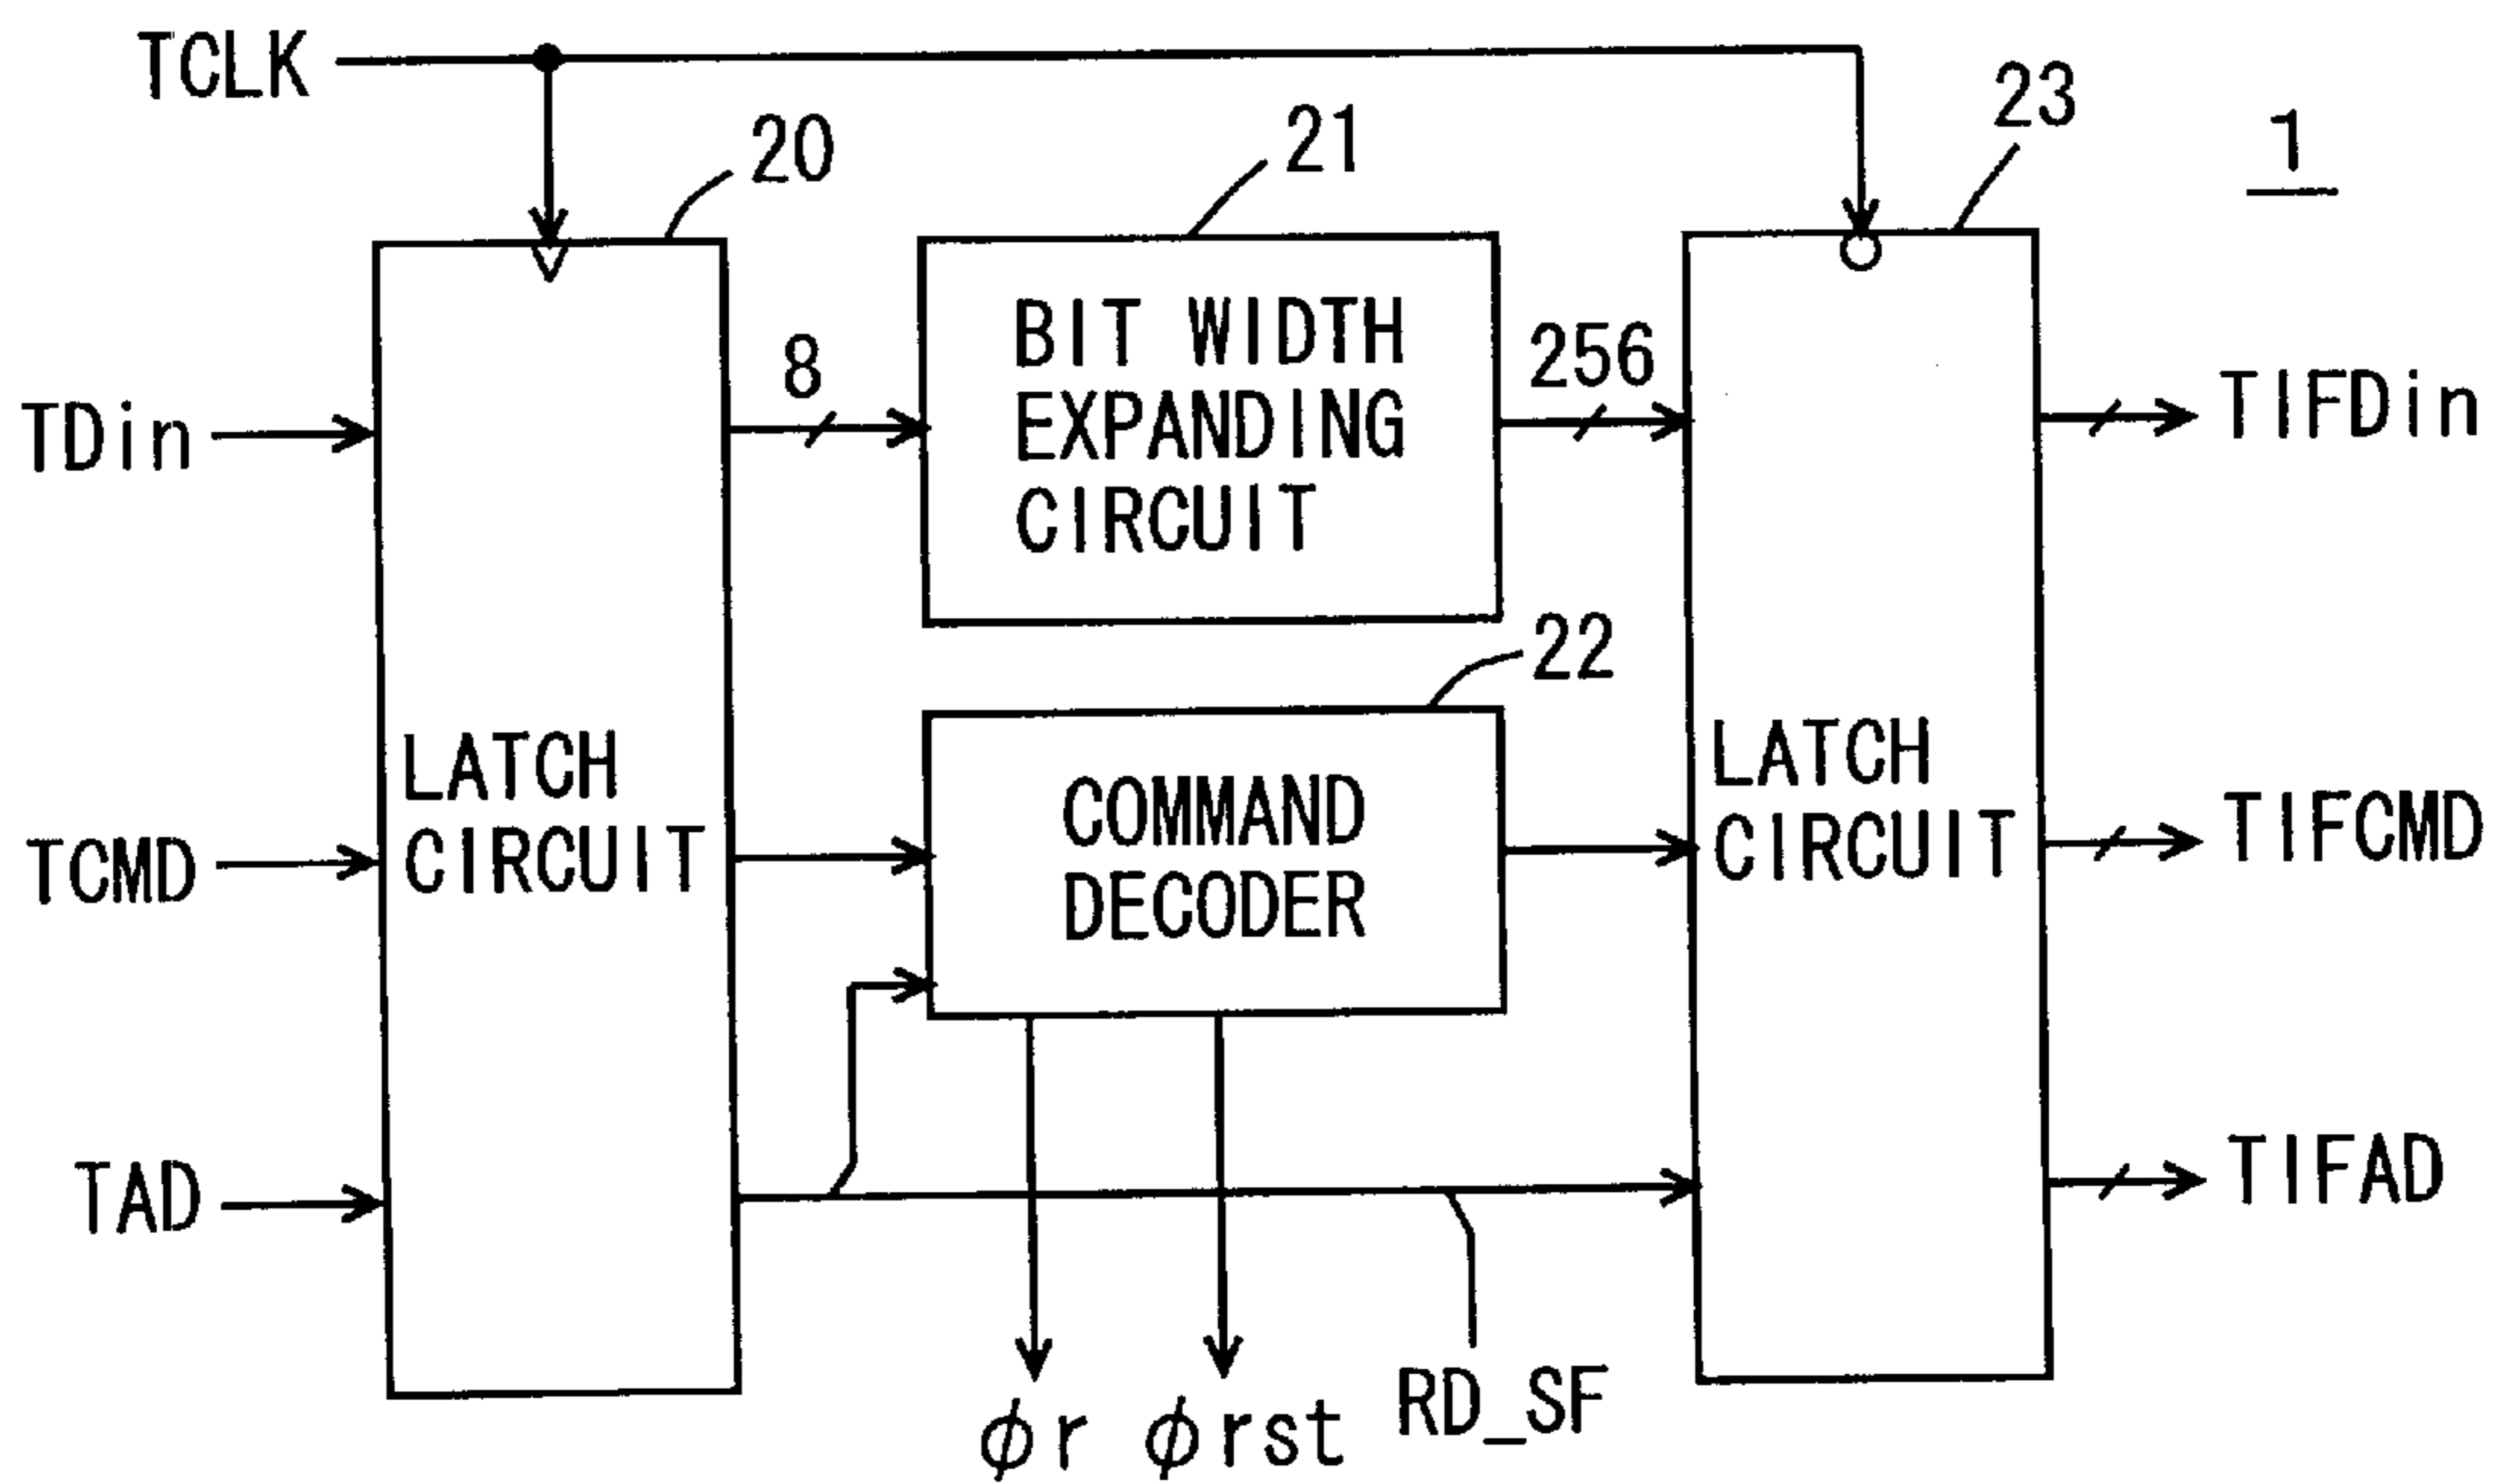 TCLK
20
21
23
1
TDin
8
BIT WIDTH
EXPANDING
CIRCUIT
256
TIFDin
22
LATCH
CIRCUIT
COMMAND
DECODER
LATCH
CIRCUIT
TCMD
TIFCMD
TAD
TIFAD
RD_SF
φr
φrst